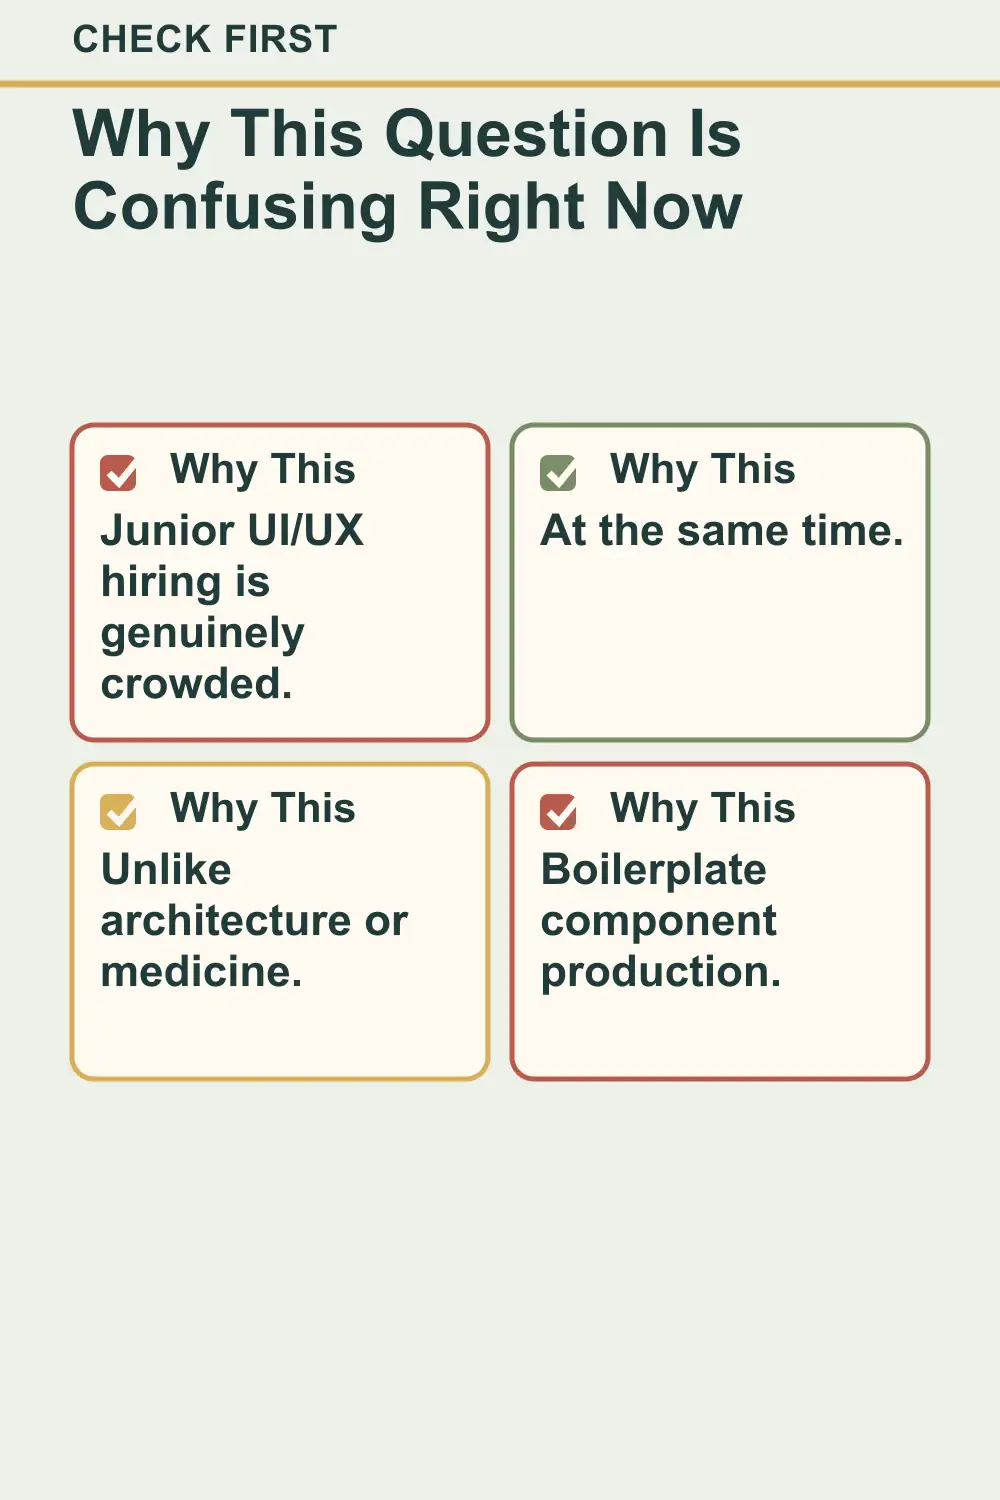 CHECK FIRST
Why This Question Is
Confusing Right Now
Why This
Junior UI/UX
hiring is
genuinely
crowded.
Why This
At the same time.
Why This
Unlike
architecture or
medicine.
Why This
Boilerplate
component
production.